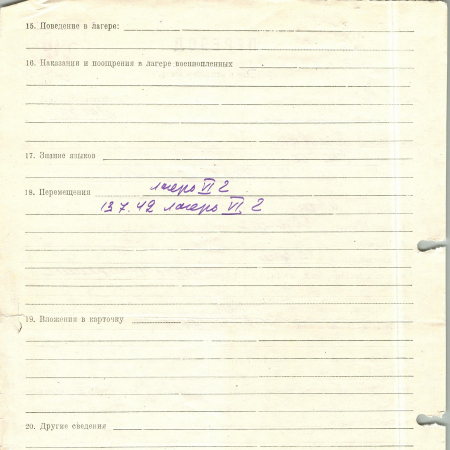 15. Поведение в лагере:
16. Наказания и поощрения в лагере военнопленных
17. Знание языков
18. Перемещения лагерь VI 2
13 7. 42 лагерь VI. 2
19. Вложения в карточку
20. Другие сведения